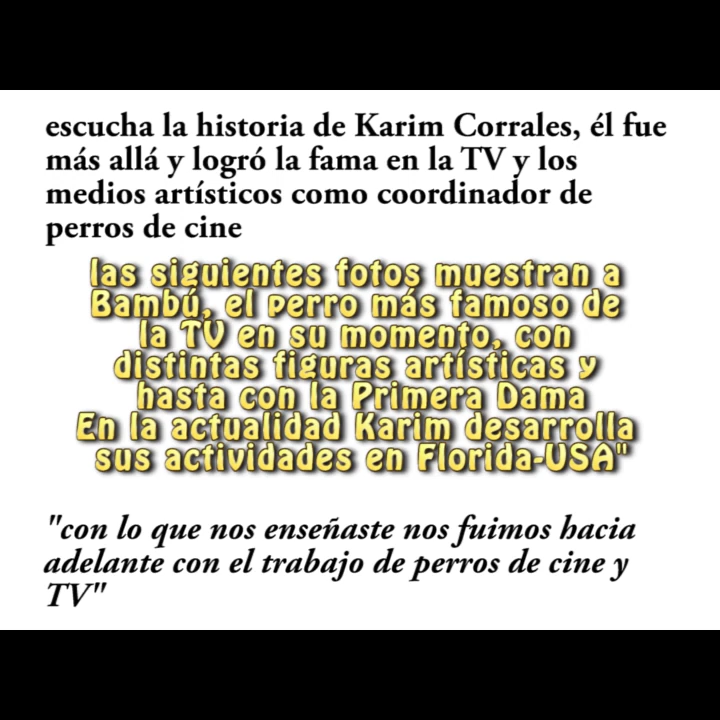 escucha la historia de Karim Corrales, él fue
más allá y logró la fama en la TV y los
medios artísticos como coordinador de
perros de cine
las siguientes fotos muestran a
Bambú, el perro más famoso de
la TV en su momento, con
distintas figuras artísticas y
hasta con la Primera Dama
En la actualidad Karim desarrolla
sus actividades en Florida-USA"
"con lo que nos enseñaste nos fuimos hacia
adelante con el trabajo de perros de cine y
TV"